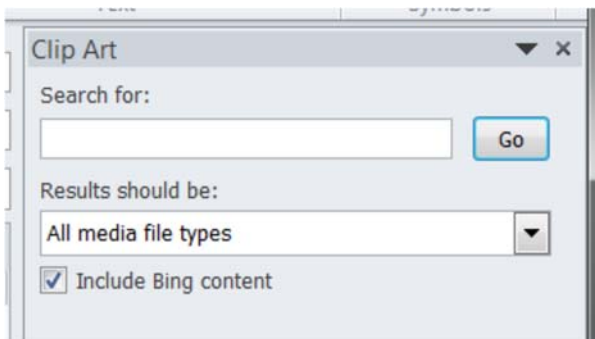 Clip Art
Search for:
Go
Results should be:
All media file types
Include Bing content